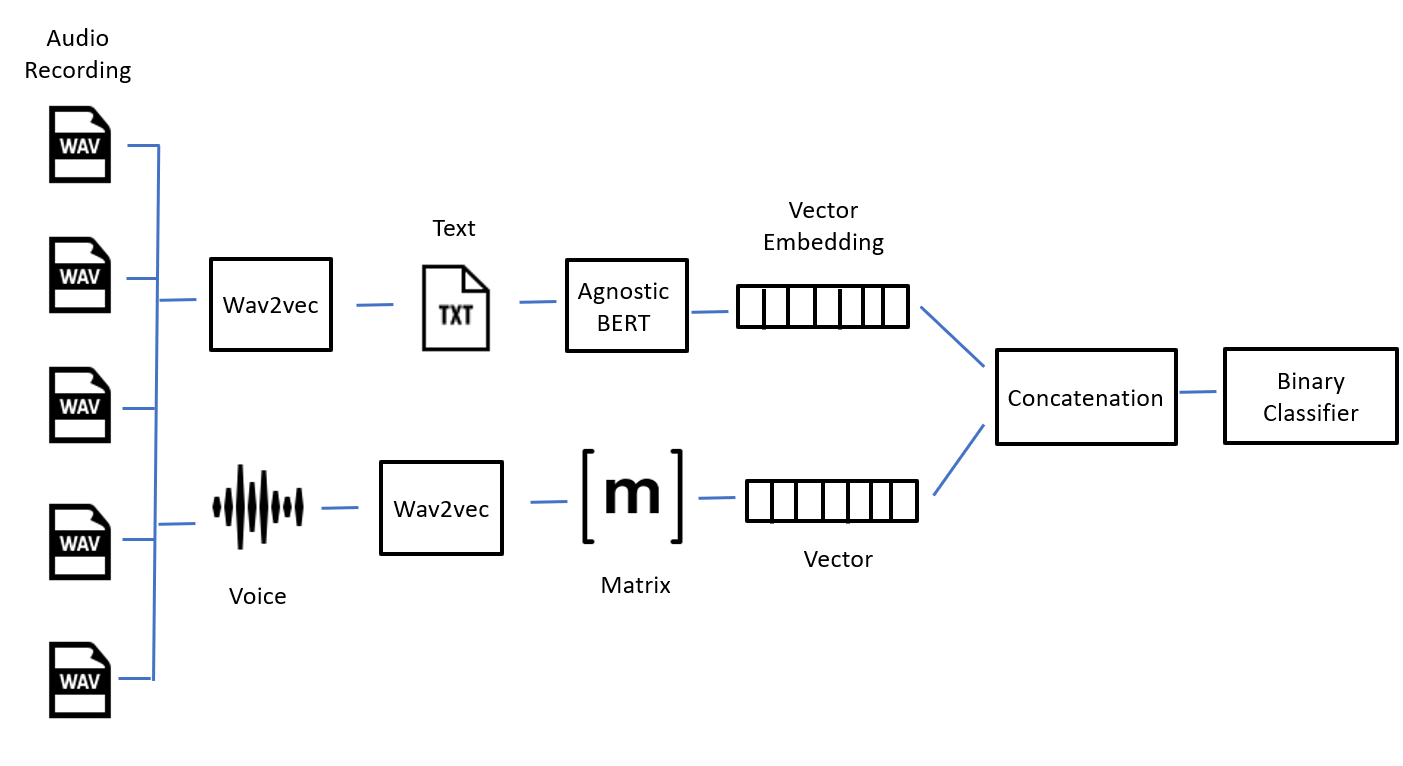 Audio
Recording
WAV
WAV
WAV
WAV
WAV
Wav2vec
Text
TXT
Agnostic
BERT
Vector
Embedding
Voice
Wav2vec
m
Matrix
Vector
Concatenation
Binary
Classifier